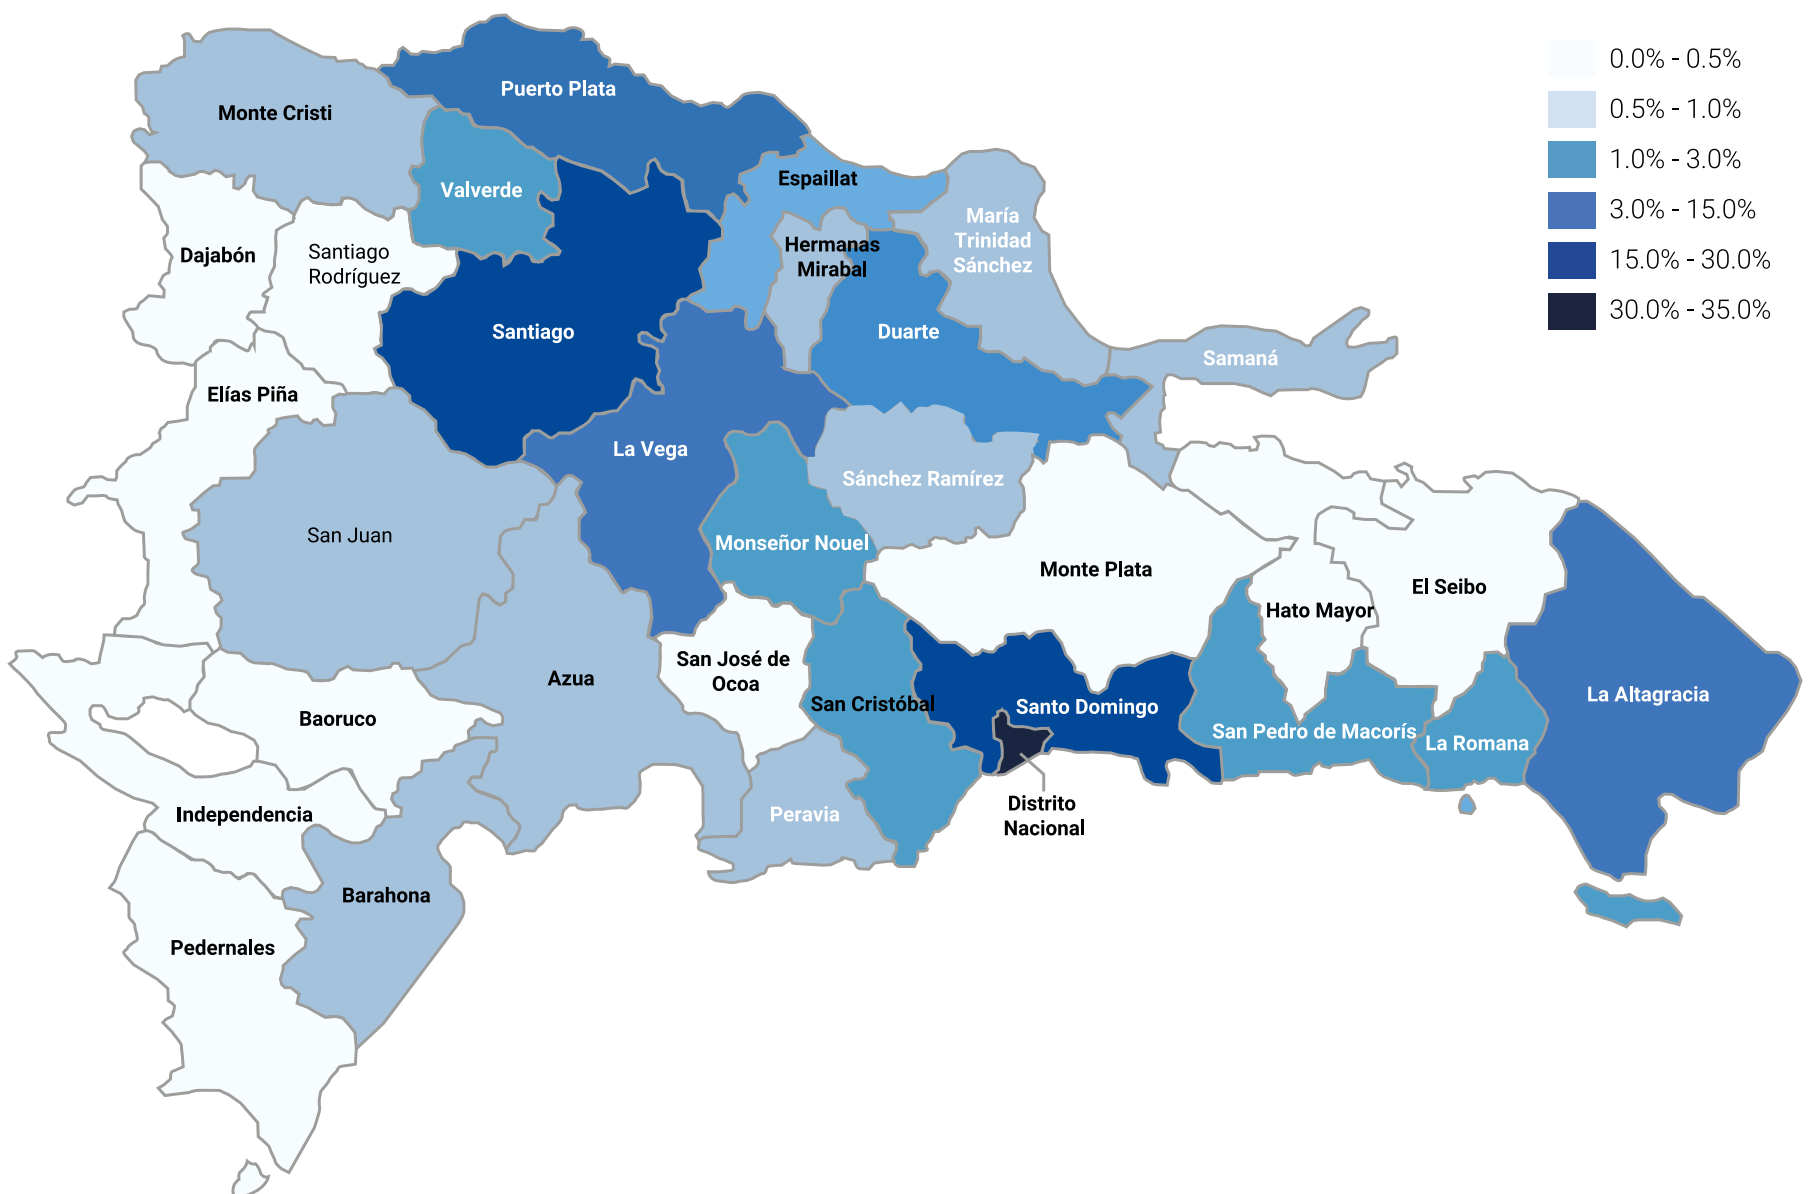 0.0% - 0.5%
0.5% - 1.0%
1.0% - 3.0%
3.0% - 15.0%
15.0% - 30.0%
30.0% - 35.0%
Puerto Plata
Monte Cristi
Valverde
Espaillat
María
Trinidad
Sánchez
Hermanas
Mirabal
Dajabón
Santiago
Rodríguez
Santiago
Duarte
Samaná
Elías Piña
La Vega
Sánchez Ramírez
San Juan
Monseñor Nouel
Monte Plata
El Seibo
Hato Mayor
San José de
Ocoa
Azua
La Altagracia
San Cristóbal
Santo Domingo
Baoruco
San Pedro de Macorís
La Romana
Independencia
Peravia
Distrito
Nacional
Barahona
Pedernales